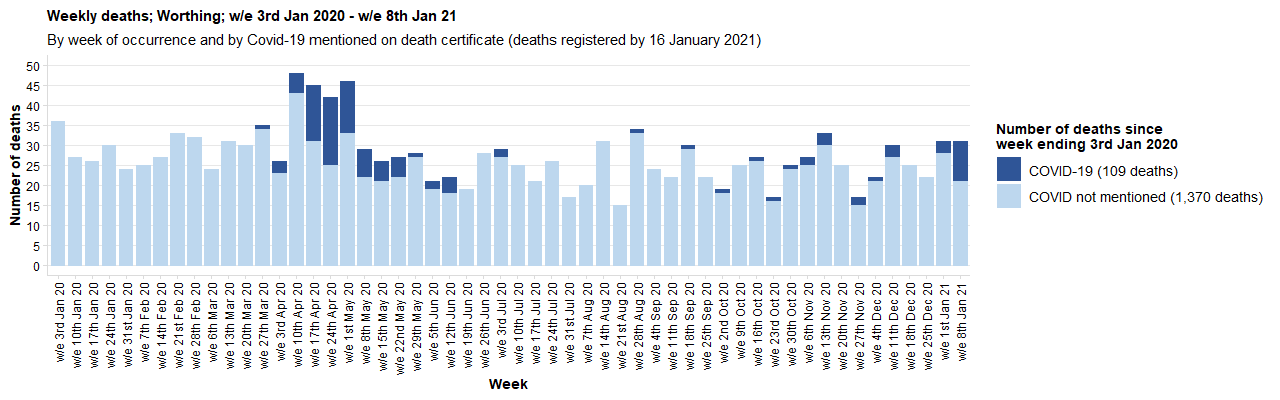 Weekly deaths; Worthing; w/e 3rd Jan 2020 - w/e 8th Jan 21
By week of occurrence and by Covid-19 mentioned on death certificate (deaths registered by 16 January 2021)
Number of deaths
50
45
40
35
30
25
20
15
10
5
0
w/e 3rd Jan 20
w/e 10th Jan 20
w/e 17th Jan 20
w/e 24th Jan 20
w/e 31st Jan 20
w/e 7th Feb 20
w/e 14th Feb 20
w/e 21st Feb 20
w/e 28th Feb 20
w/e 6th Mar 20
w/e 13th Mar 20
w/e 20th Mar 20
w/e 27th Mar 20
w/e 3rd Apr 20
w/e 10th Apr 20
w/e 17th Apr 20
w/e 24th Apr 20
w/e 1st May 20
w/e 8th May 20
w/e 15th May 20
w/e 22nd May 20
w/e 29th May 20
w/e 5th Jun 20
w/e 12th Jun 20
w/e 19th Jun 20
w/e 26th Jun 20
w/e 3rd Jul 20
w/e 10th Jul 20
w/e 17th Jul 20
w/e 24th Jul 20
w/e 31st Jul 20
w/e 7th Aug 20
w/e 14th Aug 20
w/e 21st Aug 20
w/e 28th Aug 20
w/e 4th Sep 20
w/e 11th Sep 20
w/e 18th Sep 20
w/e 25th Sep 20
w/e 2nd Oct 20
w/e 9th Oct 20
w/e 16th Oct 20
w/e 23rd Oct 20
w/e 30th Oct 20
w/e 6th Nov 20
w/e 13th Nov 20
w/e 20th Nov 20
w/e 27th Nov 20
w/e 4th Dec 20
w/e 11th Dec 20
w/e 18th Dec 20
w/e 25th Dec 20
w/e 1st Jan 21
w/e 8th Jan 21
Week
Number of deaths since
week ending 3rd Jan 2020
COVID-19 (109 deaths)
COVID not mentioned (1,370 deaths)